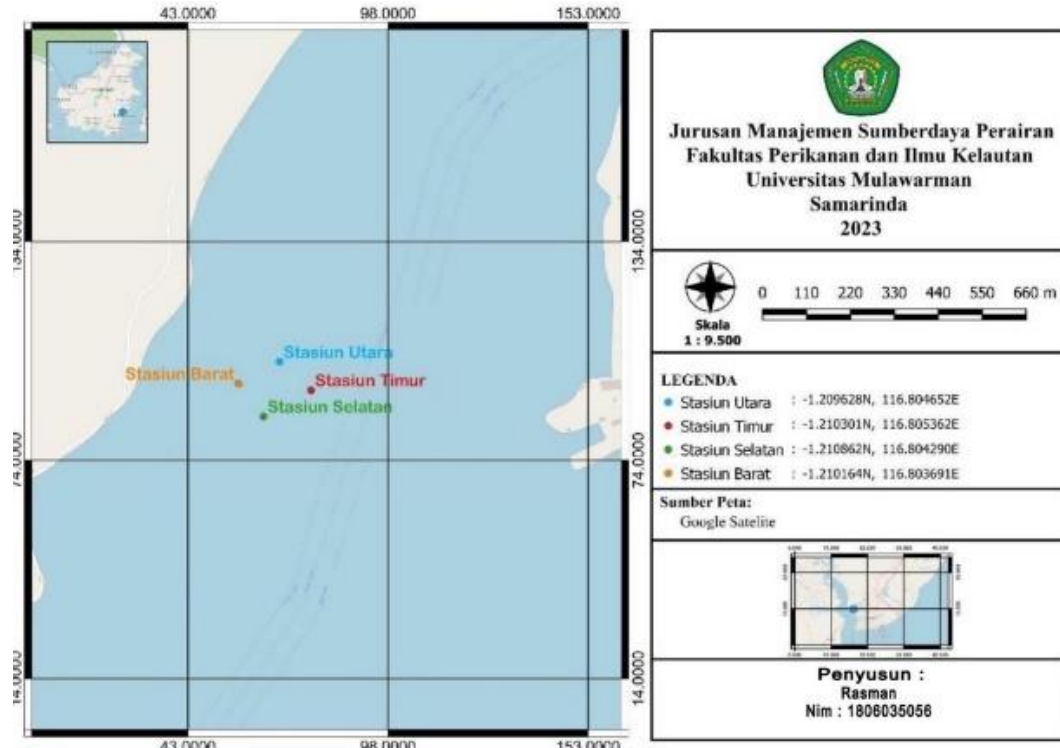 43.0000 98.0000 153.0000
134.0000 134.0000
Stasiun Utara
Stasiun Barat
Stasiun Timur
Stasiun Selatan
74.0000 74.0000
14.0000 14.0000
43.0000 98.0000 153.0000
Jurusan Manajemen Sumberdaya Perairan
Fakultas Perikanan dan Ilmu Kelautan
Universitas Mulawarman
Samarinda
2023
0 110 220 330 440 550 660 m
Skala
1 : 9.500
LEGENDA
Stasiun Utara : -1.209628N, 116.804652E
Stasiun Timur : -1.210301N, 116.805362E
Stasiun Selatan : -1.210862N, 116.804290E
Stasiun Barat : -1.210164N, 116.803691E
Sumber Peta:
Google Satelite
Penyusun :
Rasman
Nim : 1806035056